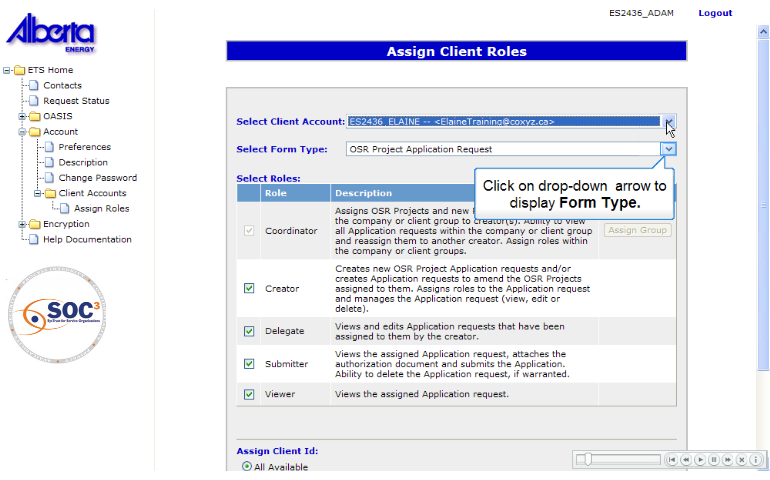 ES2436_ADAM Logout
Alberta
ENERGY
Assign Client Roles
ETS Home
Contacts
Request Status
OASIS
Account
Preferences
Description
Change Password
Client Accounts
Assign Roles
Encryption
Help Documentation
SOC3
Select Client Account: ES2436_ELAINE -- <ElaineTraining@coxyz.ca>
Select Form Type: OSR Project Application Request
Click on drop-down arrow to
display Form Type.
Select Roles:
Role Description
Coordinator
Assigns OSR Projects and new
the company or client group to creator(s). Ability to view
all Application requests within the company or client group
and reassign them to another creator. Assign roles within
the company or client groups.
Assign Group
Creator
Creates new OSR Project Application requests and/or
creates Application requests to amend the OSR Projects
assigned to them. Assigns roles to the Application request
and manages the Application request (view, edit or
delete).
Delegate
Views and edits Application requests that have been
assigned to them by the creator.
Submitter
Views the assigned Application request, attaches the
authorization document and submits the Application.
Ability to delete the Application request, if warranted.
Viewer Views the assigned Application request.
Assign Client Id:
All Available